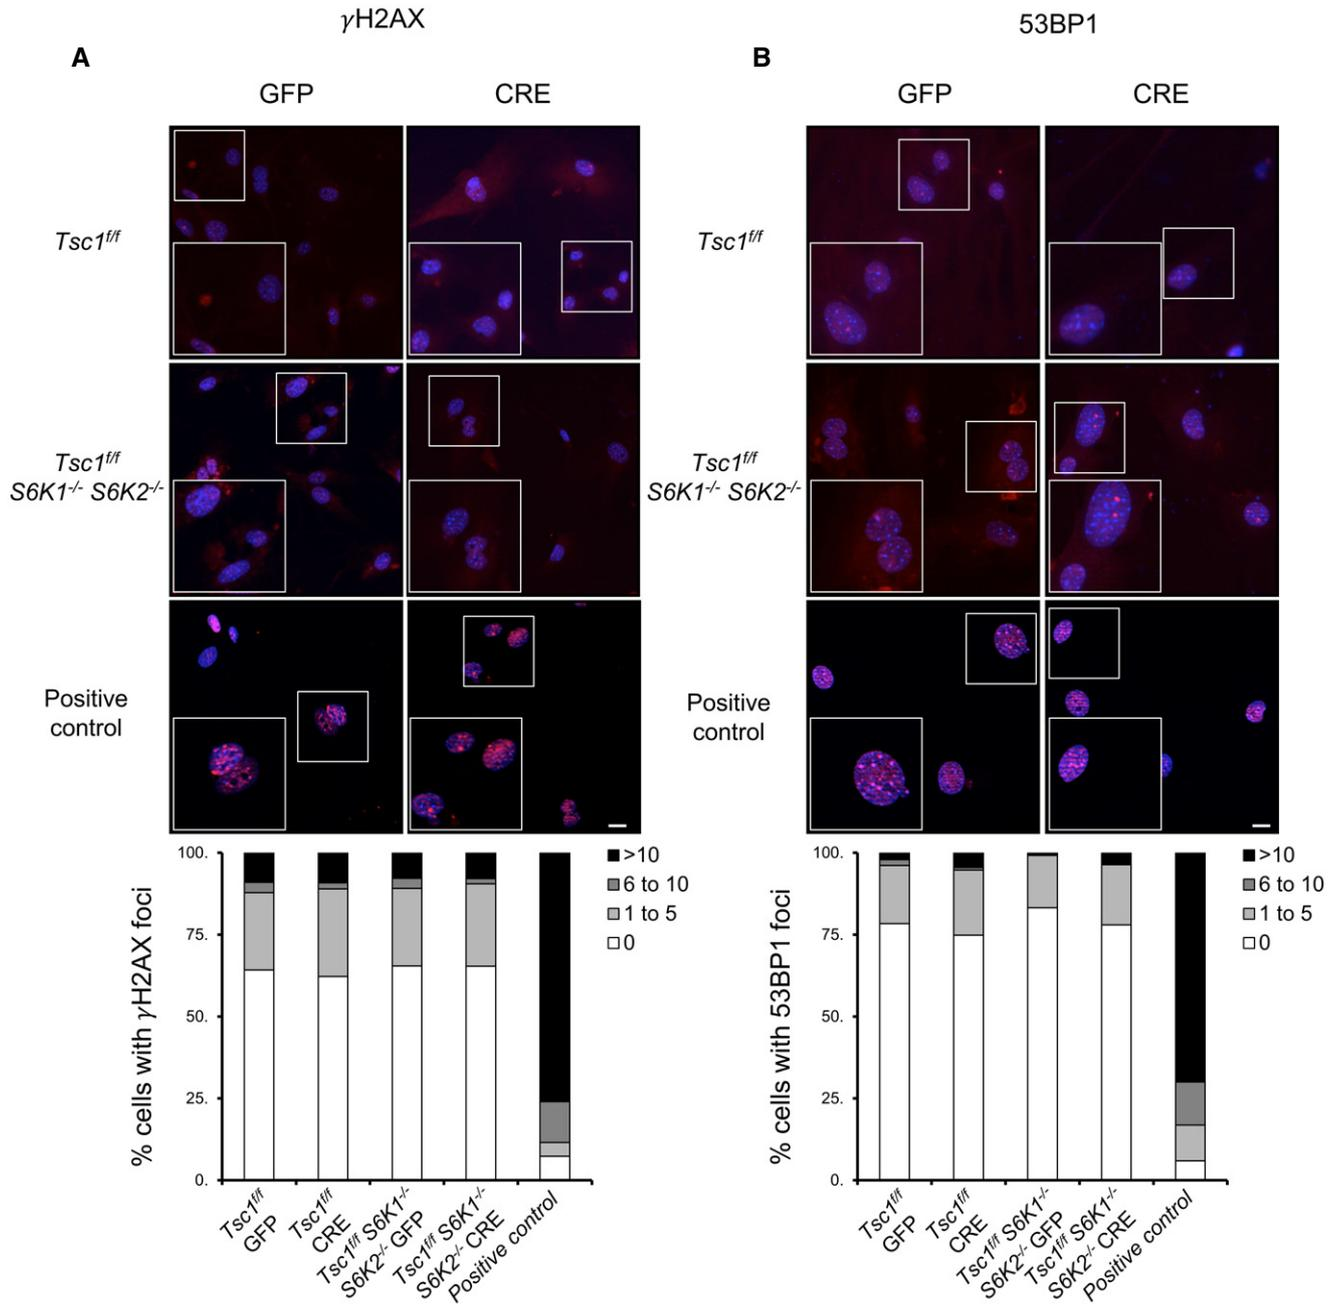 γH2AX
53BP1
A
B
GFP
CRE
GFP
CRE
Tsc1f/f
Tsc1f/f
Tsc1f/f
S6K1-/- S6K2-/-
Tsc1f/f
S6K1-/- S6K2-/-
Positive
control
Positive
control
% cells with γH2AX foci
100.
75.
50.
25.
0.
>10
6 to 10
1 to 5
0
Tsc1f/f
GFP
Tsc1f/f
CRE
Tsc1f/f S6K1-/-
S6K2-/- GFP
Tsc1f/f S6K1-/-
S6K2-/- CRE
Positive control
% cells with 53BP1 foci
100.
75.
50.
25.
0.
>10
6 to 10
1 to 5
0
Tsc1f/f
GFP
Tsc1f/f
CRE
Tsc1f/f S6K1-/-
S6K2-/- GFP
Tsc1f/f S6K1-/-
S6K2-/- CRE
Positive control